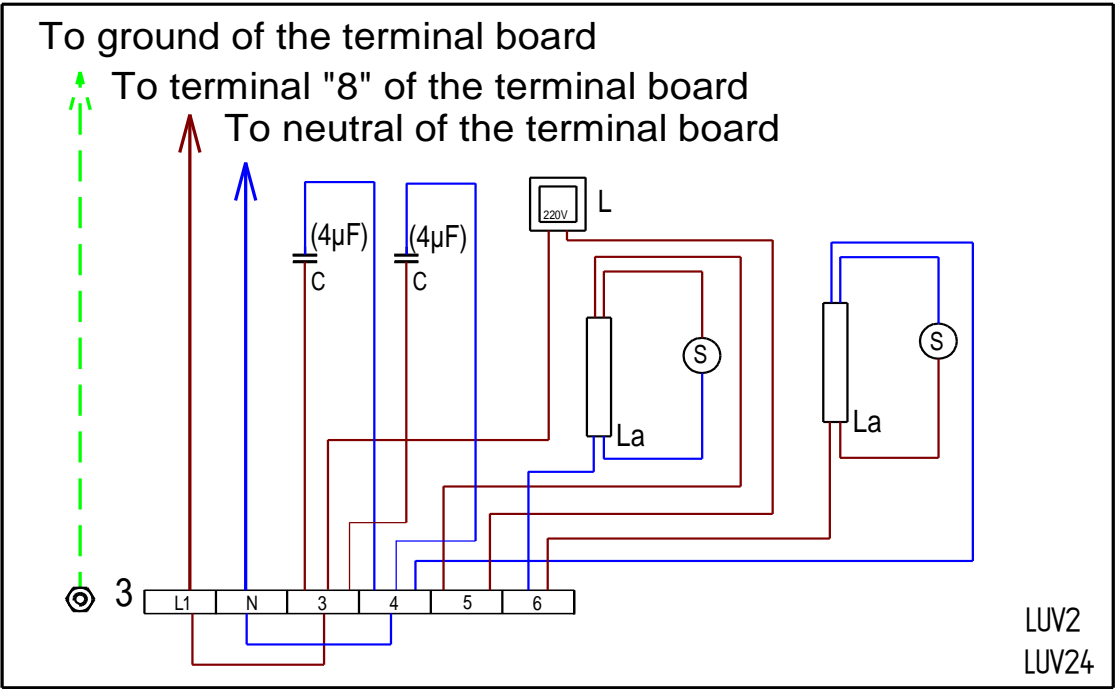 To ground of the terminal board
To terminal "8" of the terminal board
To neutral of the terminal board
220V
L
(4µF)
(4µF)
C
C
S
S
La
La
3
L1
N
3
4
5
6
LUV2
LUV24